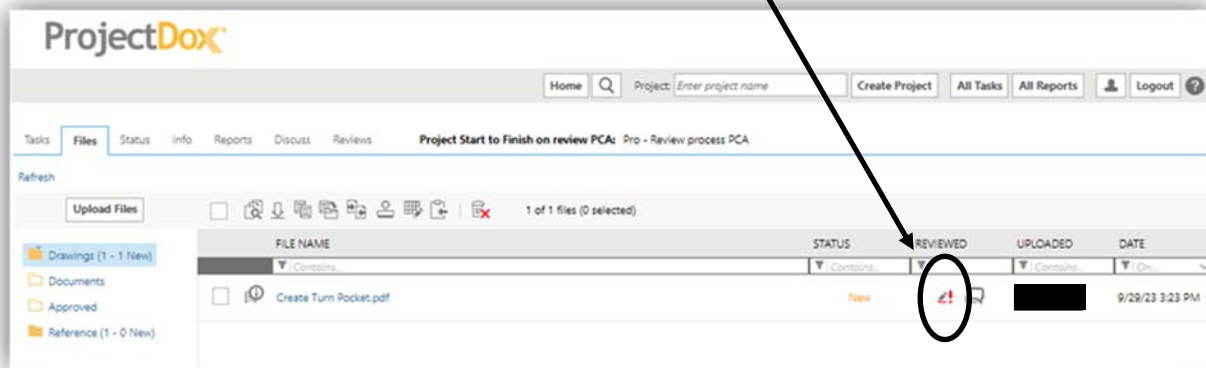 ProjectDox
Home Project: Enter project name Create Project All Tasks All Reports Logout ?
Tasks Files Status Info Reports Discuss Reviews Project Start to Finish on review PCA: Pro - Review process PCA
Refresh
Upload Files 1 of 1 files (0 selected)
FILE NAME STATUS REVIEWED UPLOADED DATE
Contains... Contains... Contains... On...
Drawings (1 - 1 New)
Documents
Create Turn Pocket.pdf New 9/29/23 3:23 PM
Approved
Reference (1 - 0 New)